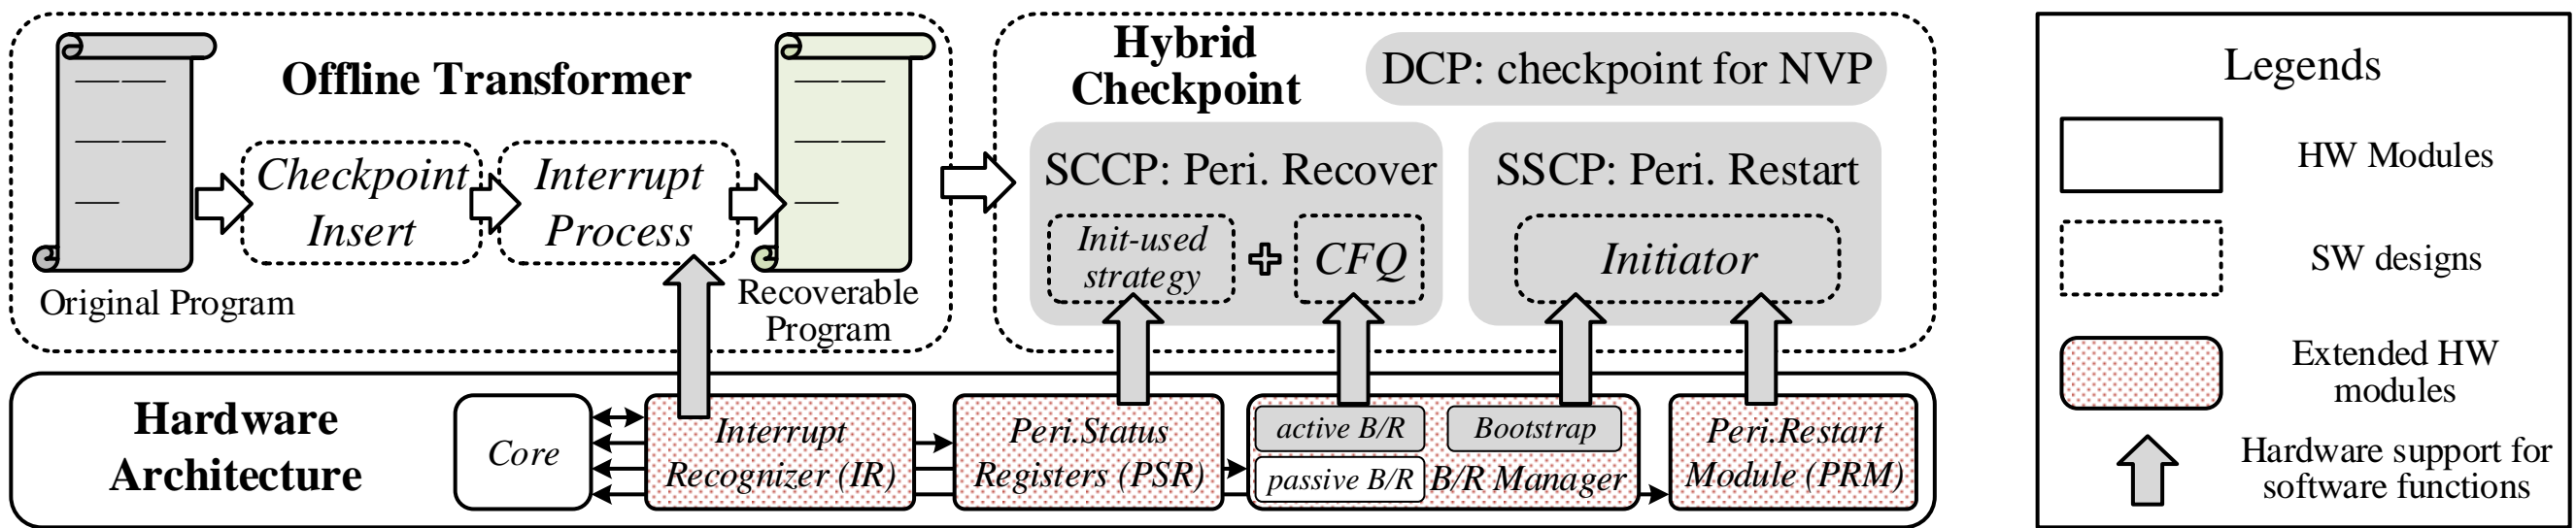 Offline Transformer
Checkpoint
Insert
Interrupt
Process
Original Program
Recoverable
Program
Hybrid
Checkpoint
DCP: checkpoint for NVP
SCCP: Peri. Recover
Init-used
strategy
CFQ
SSCP: Peri. Restart
Initiator
Hardware
Architecture
Core
Interrupt
Recognizer (IR)
Peri.Status
Registers (PSR)
active B/R
Bootstrap
passive B/R
B/R Manager
Peri.Restart
Module (PRM)
Legends
HW Modules
SW designs
Extended HW
modules
Hardware support for
software functions